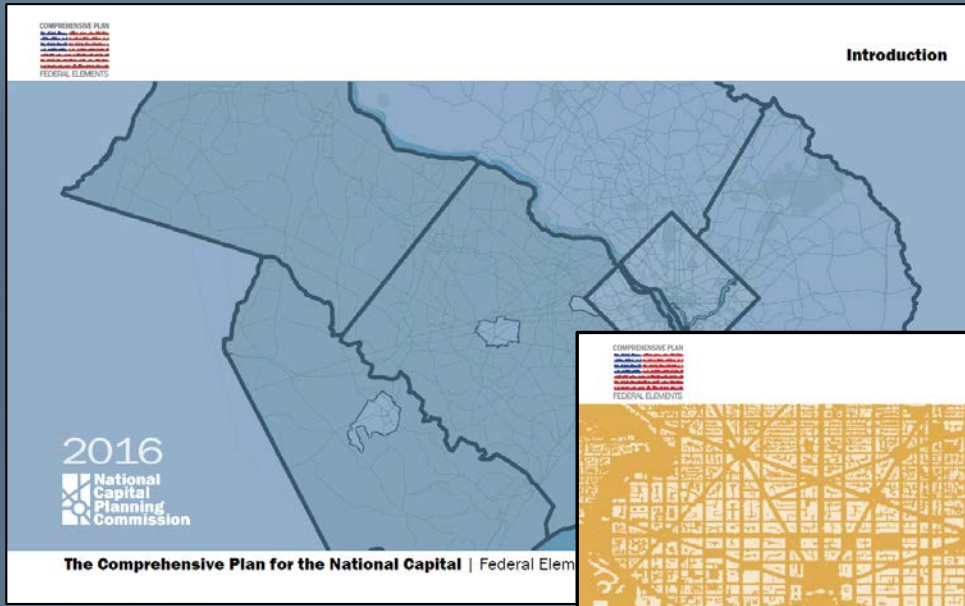 COMPREHENSIVE PLAN
FEDERAL ELEMENTS
Introduction
2016
National
Capital
Planning
Commission
The Comprehensive Plan for the National Capital | Federal Elem
COMPREHENSIVE PLAN
FEDERAL ELEMENTS